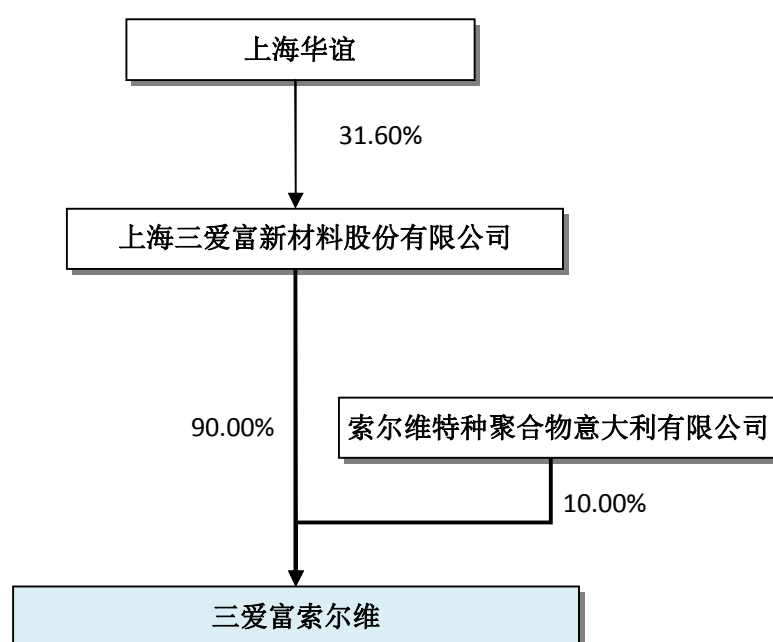 上海华谊
31.60%
上海三爱富新材料股份有限公司
90.00%
索尔维特种聚合物意大利有限公司
10.00%
三爱富索尔维